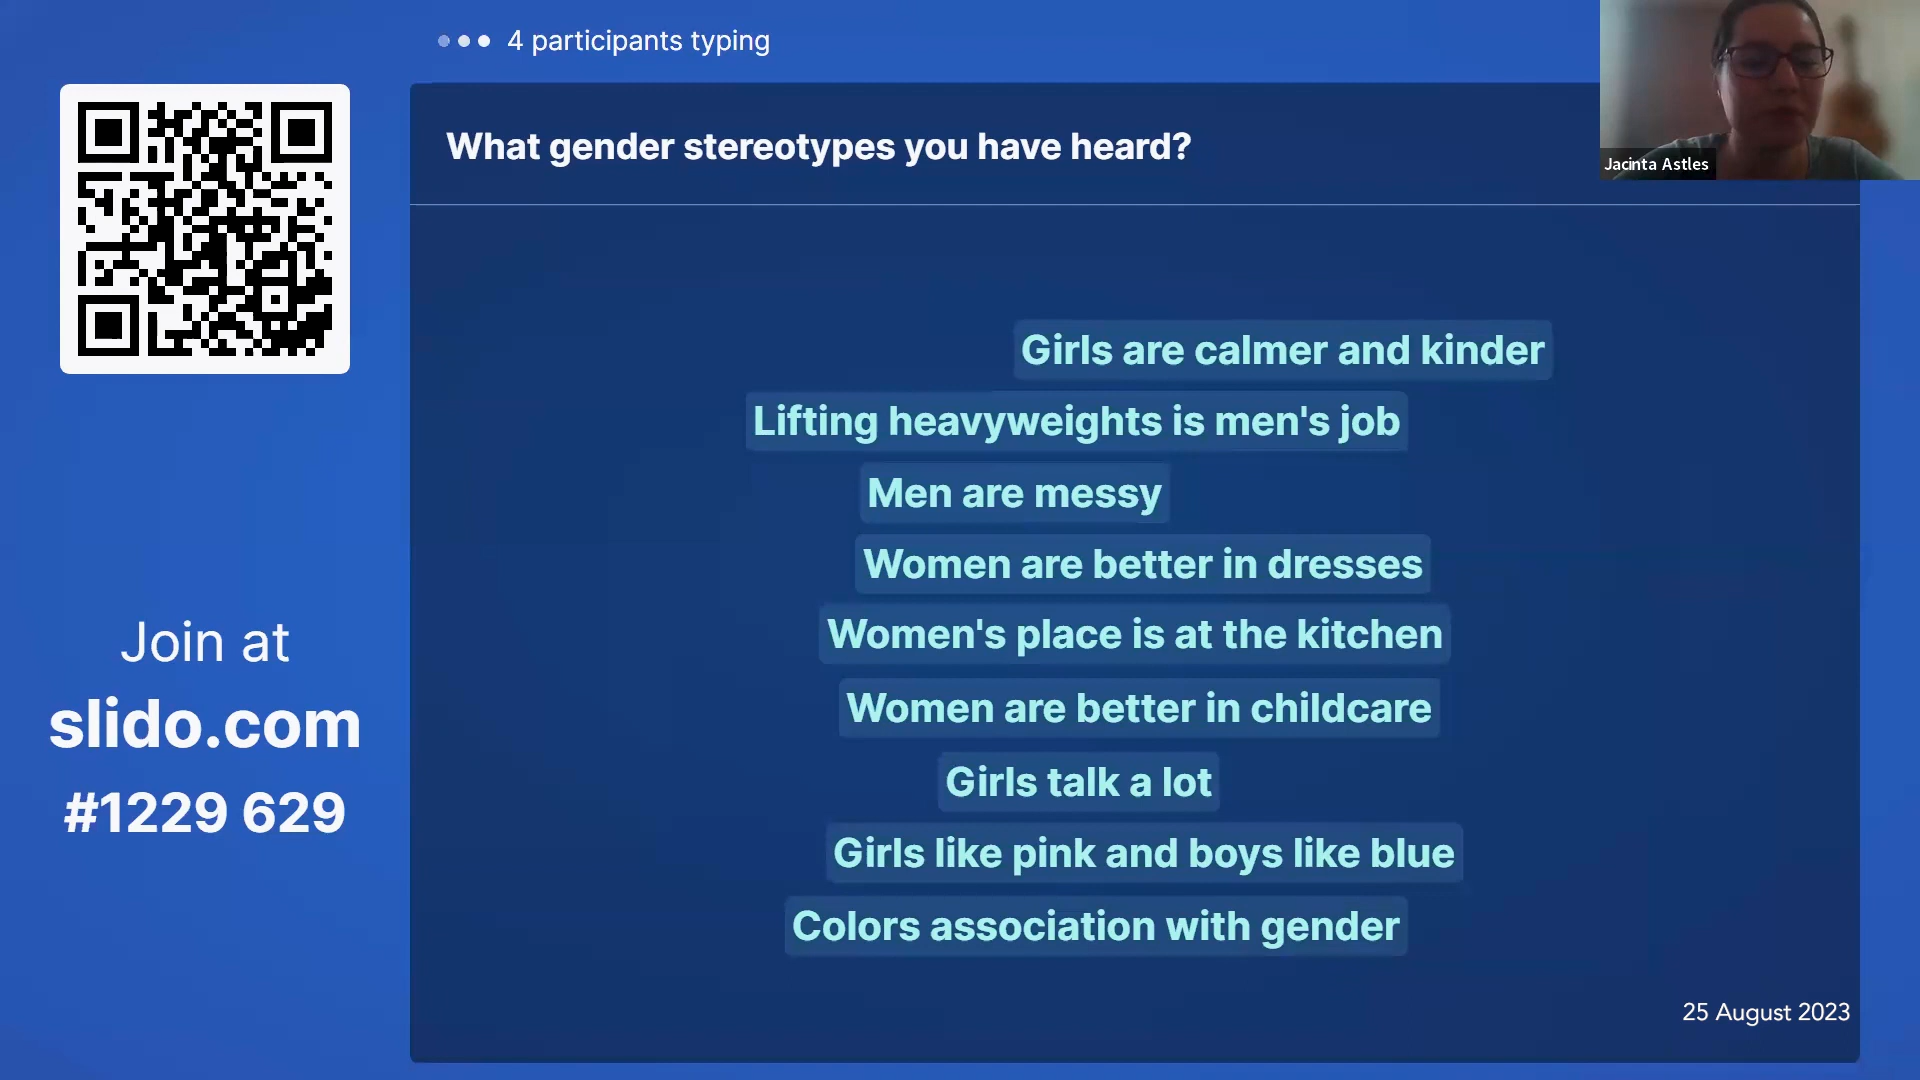 4 participants typing
What gender stereotypes you have heard?
Jacinta Astles
Girls are calmer and kinder
Lifting heavyweights is men's job
Men are messy
Women are better in dresses
Women's place is at the kitchen
Women are better in childcare
Girls talk a lot
Girls like pink and boys like blue
Colors association with gender
Join at
slido.com
#1229 629
25 August 2023